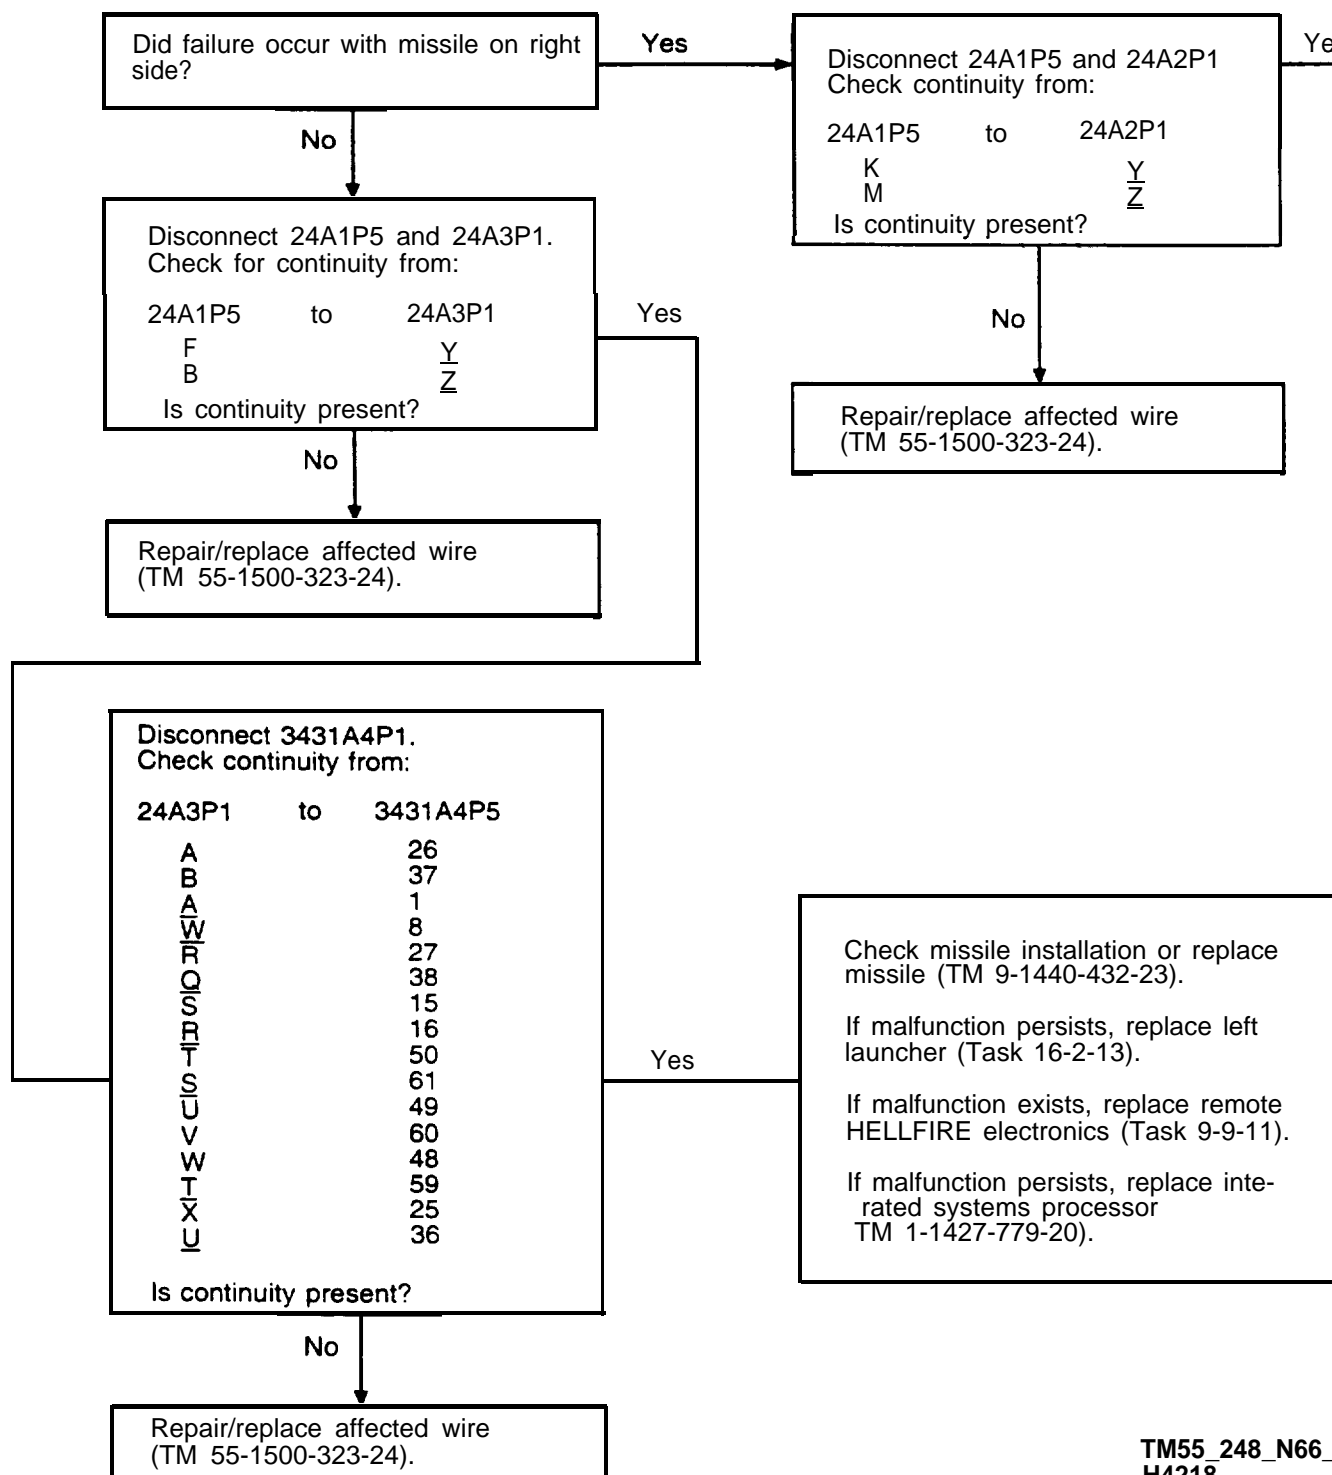 Did failure occur with missile on right
side?
Yes
Disconnect 24A1P5 and 24A2P1
Check continuity from:
24A1P5 to 24A2P1
K Y
M Z
Is continuity present?
Ye
No
Disconnect 24A1P5 and 24A3P1.
Check for continuity from:
24A1P5 to 24A3P1
F Y
B Z
Is continuity present?
Yes
No
Repair/replace affected wire
(TM 55-1500-323-24).
No
Repair/replace affected wire
(TM 55-1500-323-24).
Disconnect 3431A4P1.
Check continuity from:
24A3P1 to 3431A4P5
A 26
B 37
A 1
W 8
R 27
Q 38
S 15
R 16
T 50
S 61
U 49
V 60
W 48
T 59
X 25
U 36
Is continuity present?
Yes
Check missile installation or replace
missile (TM 9-1440-432-23).
If malfunction persists, replace left
launcher (Task 16-2-13).
If malfunction exists, replace remote
HELLFIRE electronics (Task 9-9-11).
If malfunction persists, replace inte-
rated systems processor
TM 1-1427-779-20).
No
Repair/replace affected wire
(TM 55-1500-323-24).
TM55_248_N66_
H4218